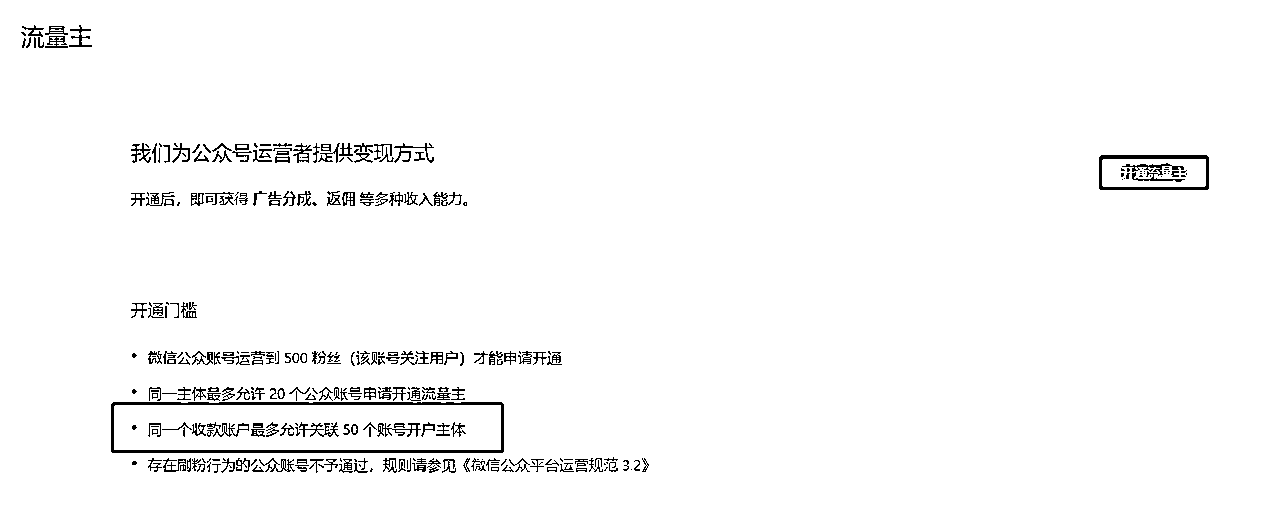 流量主
我们为公众号运营者提供变现方式
开通流量主
开通后，即可获得 广告分成、返佣 等多种收入能力。
开通门槛
• 微信公众账号运营到 500 粉丝（该账号关注用户）才能申请开通
• 同一主体最多允许 20 个公众账号申请开通流量主
• 同一个收款账户最多允许关联 50 个账号开户主体
• 存在刷粉行为的公众账号不予通过，规则请参见《微信公众平台运营规范 3.2》